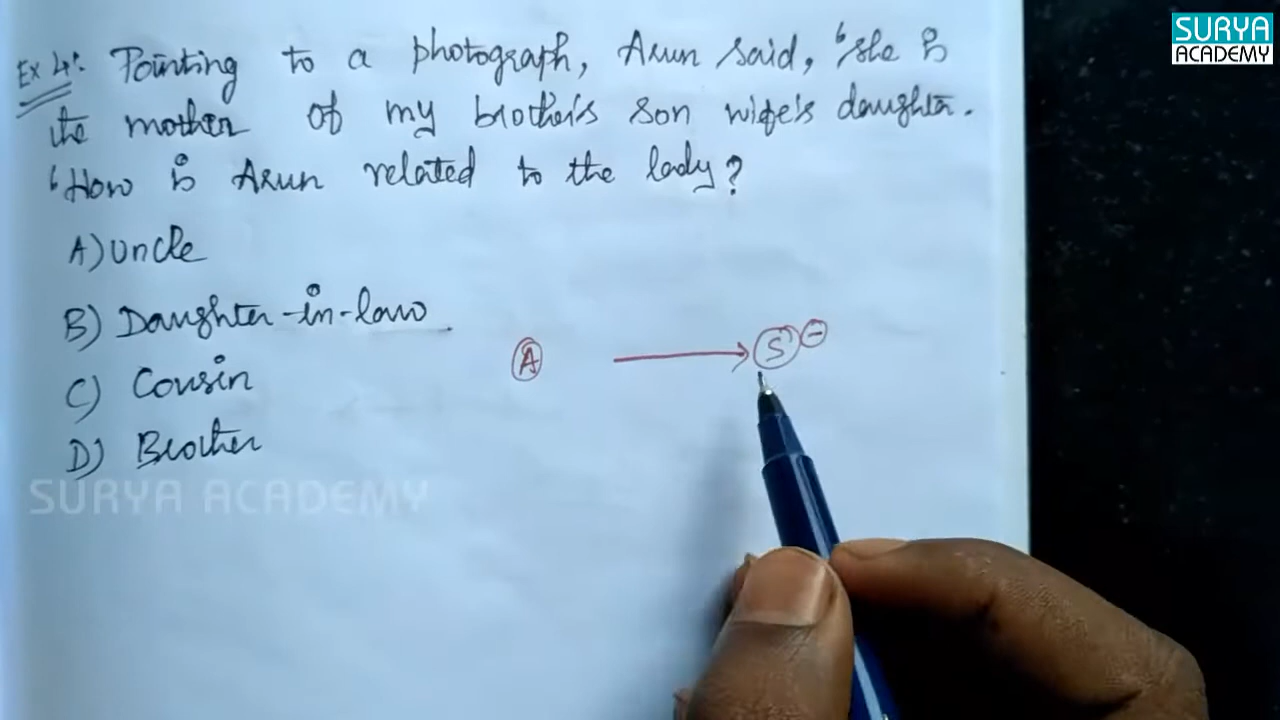 SURYA
ACADEMY
Ex 4: Pointing to a photograph, Arun said, "she is
the mother of my brother's son wife's daughter.
"How is Arun related to the lady?
A) Uncle
B) Daughter-in-law
C) Cousin
D) Brother
A → S -
SURYA ACADEMY